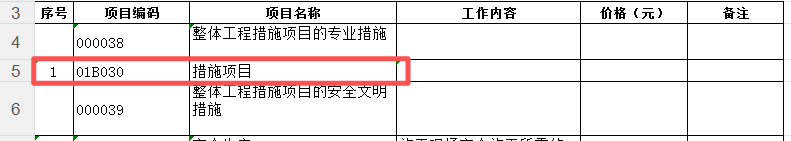 3 序号 项目编码 项目名称 工作内容 价格（元） 备注
4 000038 整体工程措施项目的专业措施
5 1 01B030 措施项目
6 000039 整体工程措施项目的安全文明
措施